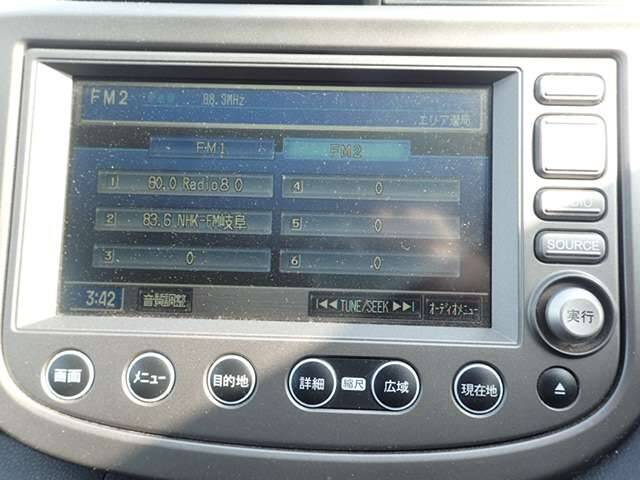 FM2 88.3MHz
エリア選局
FM1 FM2
1 80.0 Radio80 4 0
2 83.6 NHK-FM岐阜 5 0
3 0 6 0
3:42 音質調整 |◀◀ TUNE/SEEK ▶▶| オーディオメニュー
SOURCE
実行
画面 メニュー 目的地 詳細 縮尺 広域 現在地